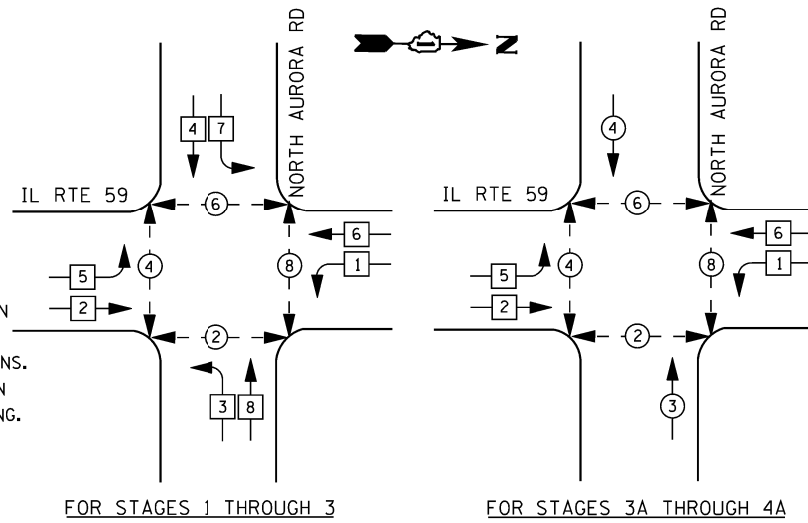 NORTH AURORA RD
N
NORTH AURORA RD
4 7
4
IL RTE 59
6
IL RTE 59
6
6
6
5
4
8
1
5
4
8
1
2
2
N
2
2
NS.
N
NG.
3 8
3
FOR STAGES 1 THROUGH 3
FOR STAGES 3A THROUGH 4A